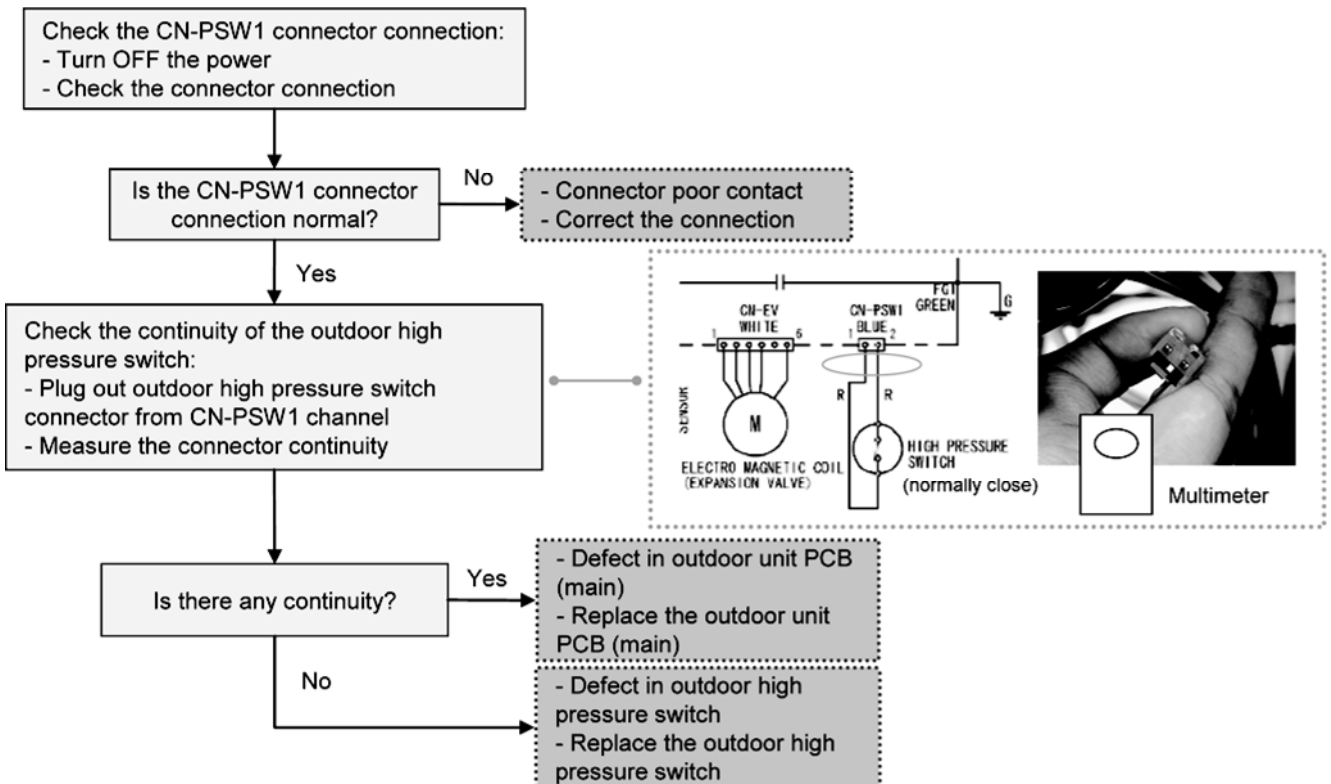 Check the CN-PSW1 connector connection:
- Turn OFF the power
- Check the connector connection
Is the CN-PSW1 connector
connection normal?
No
- Connector poor contact
- Correct the connection
Yes
Check the continuity of the outdoor high
pressure switch:
- Plug out outdoor high pressure switch
connector from CN-PSW1 channel
- Measure the connector continuity
CN-EV
WHITE
1
6
CN-PSW1
BLUE
1
2
FG1
GREEN
G
SENSOR
M
R
R
ELECTRO MAGNETIC COIL
(EXPANSION VALVE)
HIGH PRESSURE
SWITCH
(normally close)
Multimeter
Is there any continuity?
Yes
- Defect in outdoor unit PCB
(main)
- Replace the outdoor unit
PCB (main)
No
- Defect in outdoor high
pressure switch
- Replace the outdoor high
pressure switch